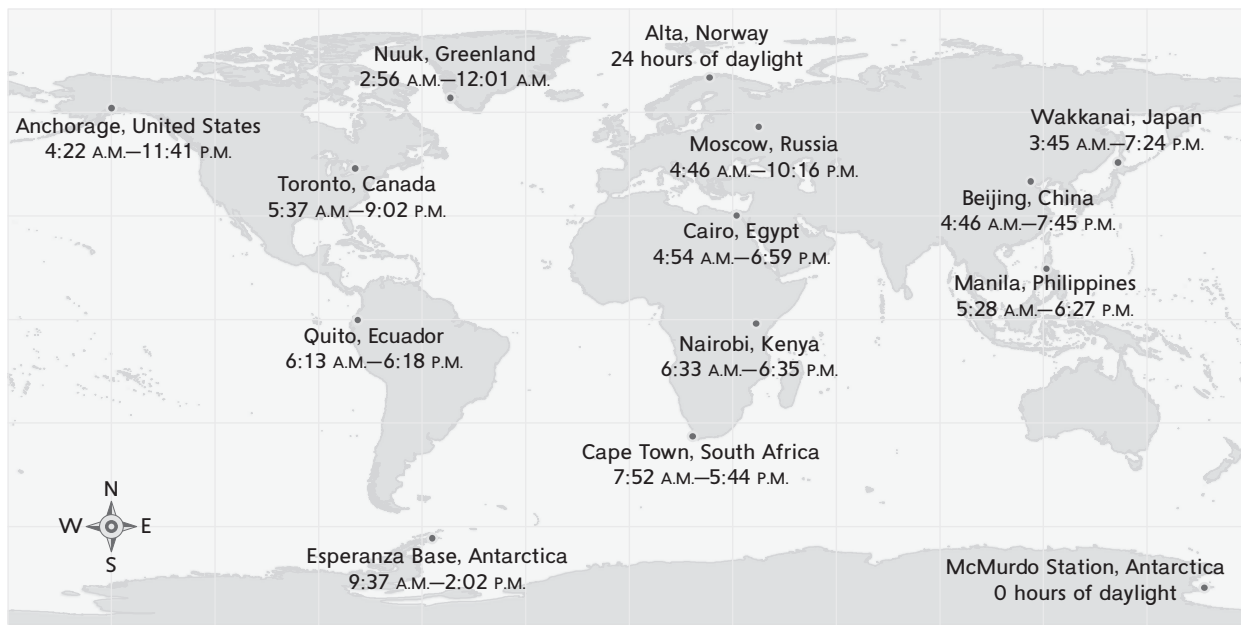 Alta, Norway
24 hours of daylight
Nuuk, Greenland
2:56 A.M.—12:01 A.M.
Anchorage, United States
4:22 A.M.—11:41 P.M.
Wakkanai, Japan
3:45 A.M.—7:24 P.M.
Moscow, Russia
4:46 A.M.—10:16 P.M.
Toronto, Canada
5:37 A.M.—9:02 P.M.
Beijing, China
4:46 A.M.—7:45 P.M.
Cairo, Egypt
4:54 A.M.—6:59 P.M.
Manila, Philippines
5:28 A.M.—6:27 P.M.
Quito, Ecuador
6:13 A.M.—6:18 P.M.
Nairobi, Kenya
6:33 A.M.—6:35 P.M.
Cape Town, South Africa
7:52 A.M.—5:44 P.M.
N
W E
S
Esperanza Base, Antarctica
9:37 A.M.—2:02 P.M.
McMurdo Station, Antarctica
0 hours of daylight